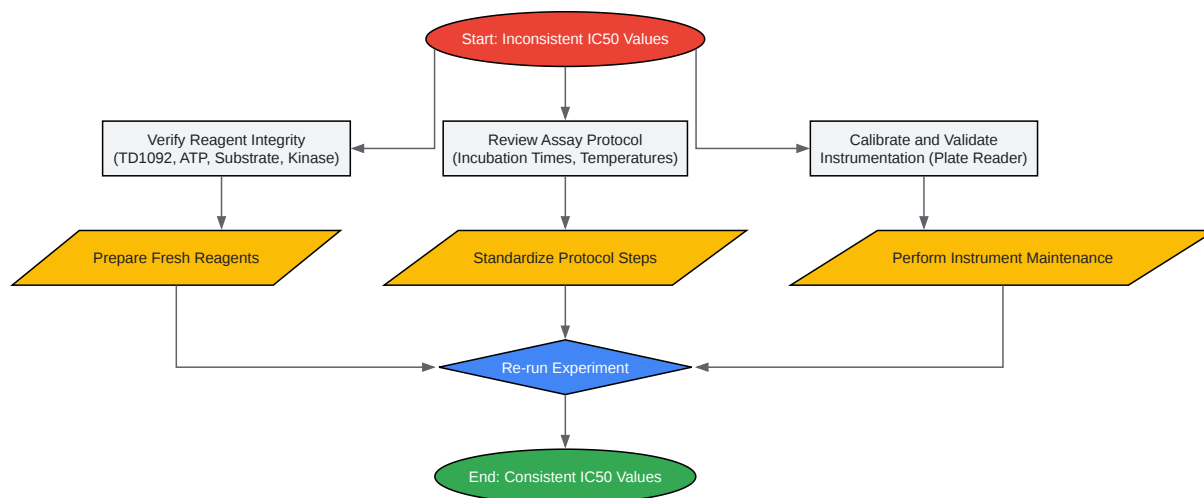 Start: Inconsistent IC50 Values
Verify Reagent Integrity
(TD1092, ATP, Substrate, Kinase)
Review Assay Protocol
(Incubation Times, Temperatures)
Calibrate and Validate
Instrumentation (Plate Reader)
Prepare Fresh Reagents
Standardize Protocol Steps
Perform Instrument Maintenance
Re-run Experiment
End: Consistent IC50 Values